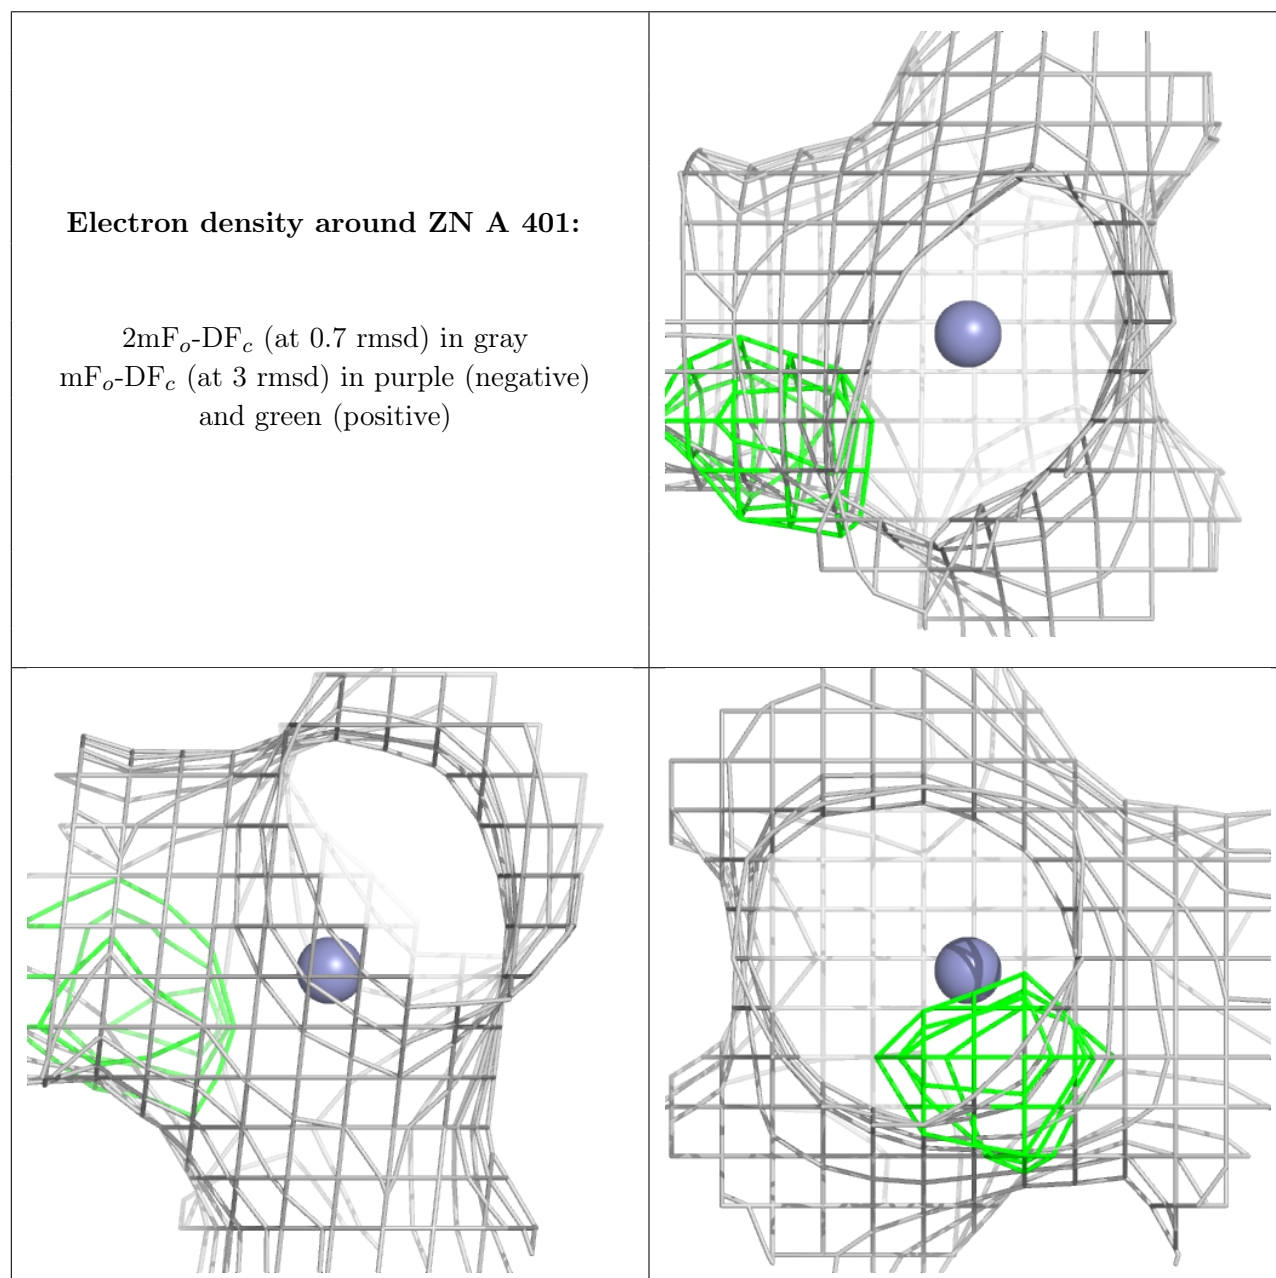 Electron density around ZN A 401:
2mFₒ-DF𝒸 (at 0.7 rmsd) in gray
mFₒ-DF𝒸 (at 3 rmsd) in purple (negative)
and green (positive)